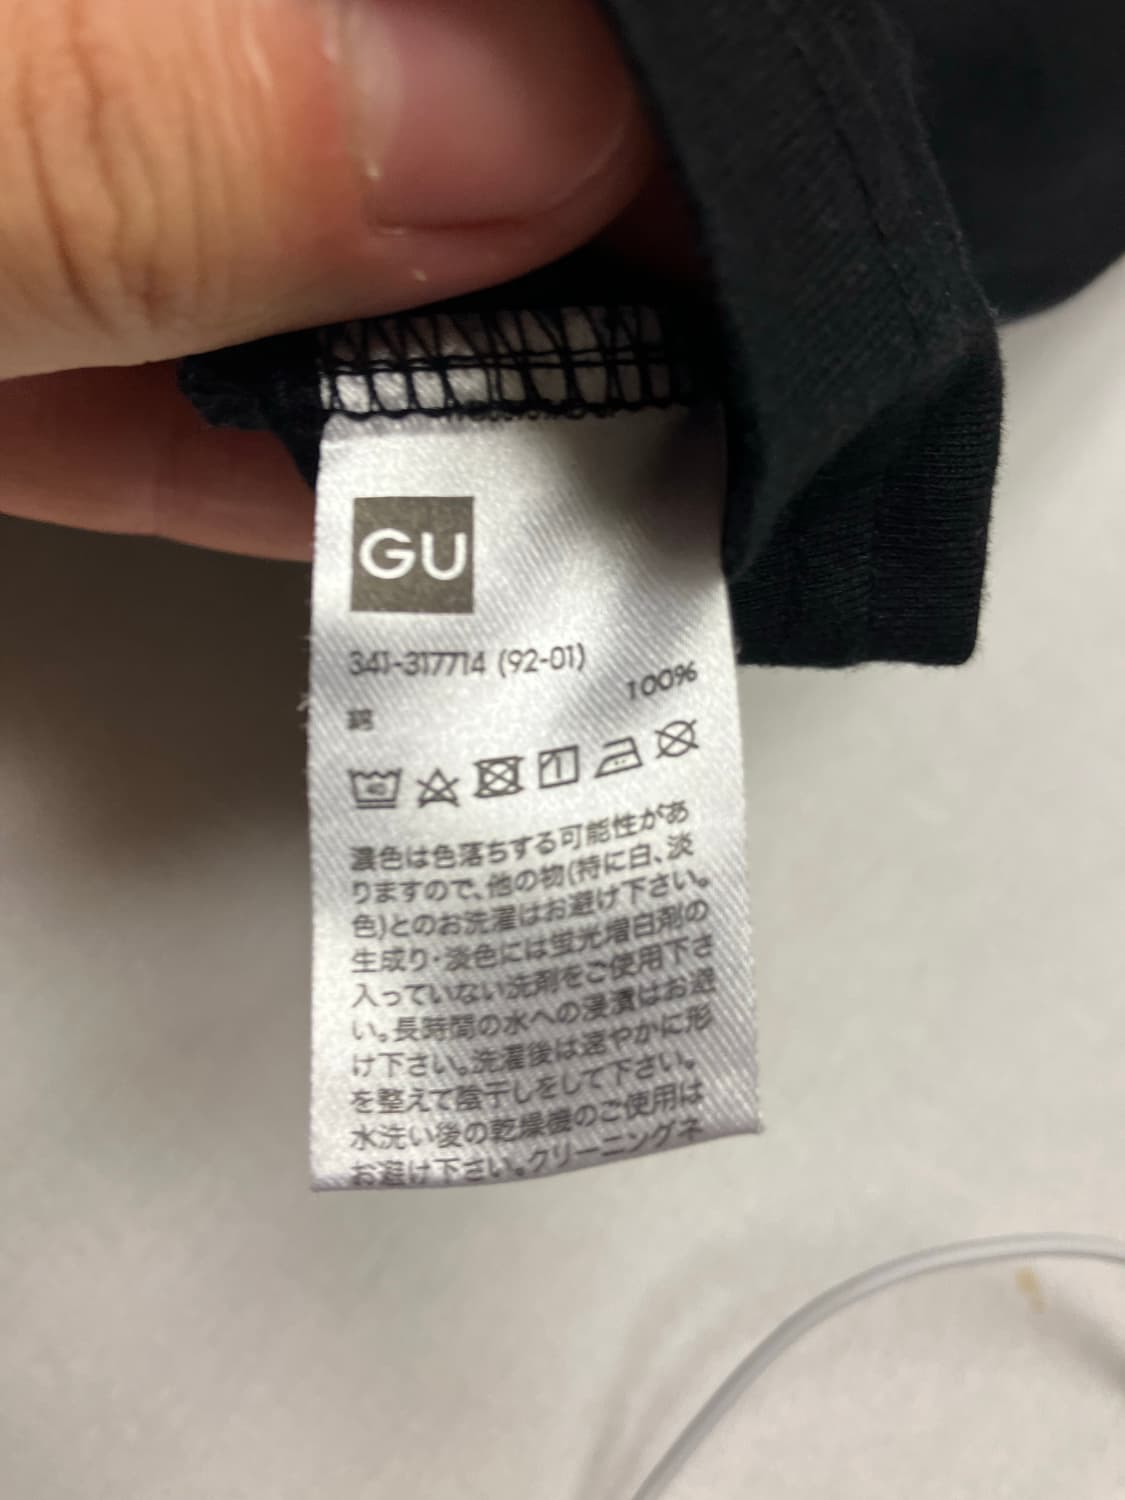 GU
341-317714 (92-01)
綿 100%
40
濃色は色落ちする可能性があ
りますので、他の物(特に白、淡
色)とのお洗濯はお避け下さい。
生成り・淡色には蛍光増白剤の
入っていない洗剤をご使用下さ
い。長時間の水への浸漬はお避
け下さい。洗濯後は速やかに形
を整えて陰干しをして下さい。
水洗い後の乾燥機のご使用は
お避け下さい。クリーニングネ